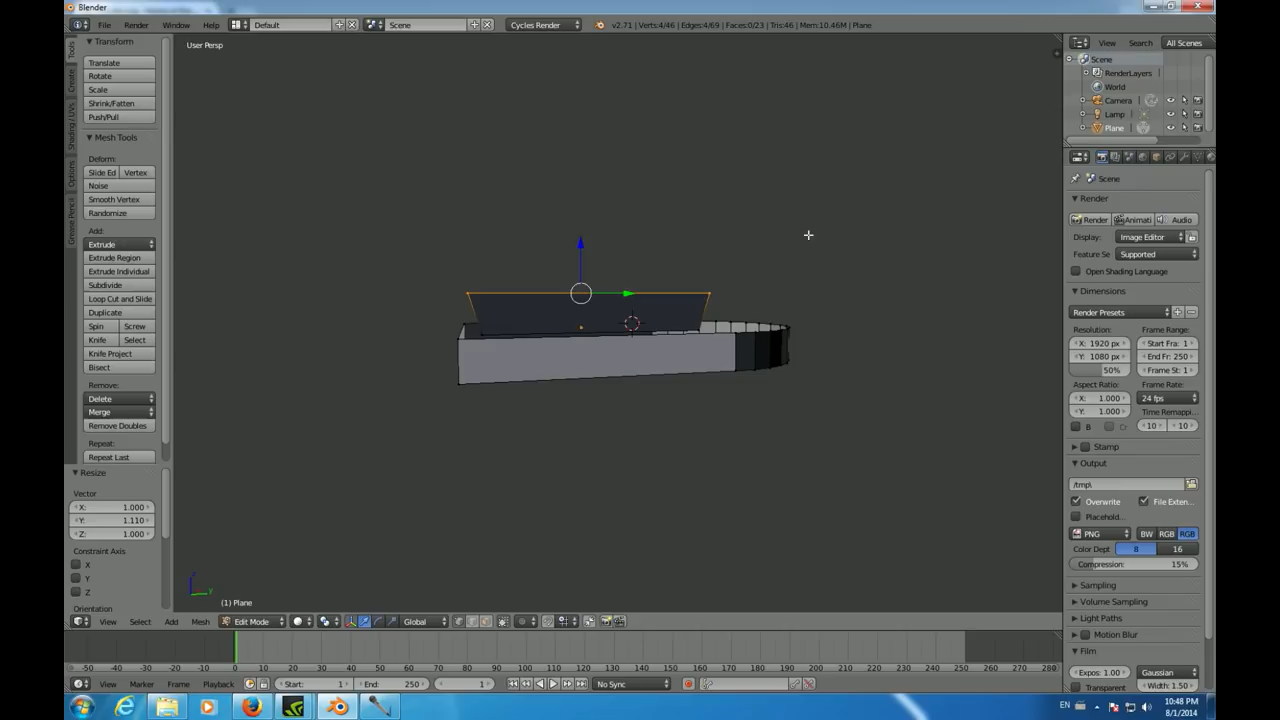 Blender
File Render Window Help Default Scene Cycles Render v2.71 | Verts:4/46 | Edges:4/69 | Faces:0/23 | Tris:46 | Mem:10.46M | Plane
Tools
Create
Shading / UVs
Options
Grease Pencil
Transform
Translate
Rotate
Scale
Shrink/Fatten
Push/Pull
Mesh Tools
Deform:
Slide Ed Vertex
Noise
Smooth Vertex
Randomize
Add:
Extrude
Extrude Region
Extrude Individual
Subdivide
Loop Cut and Slide
Duplicate
Spin Screw
Knife Select
Knife Project
Bisect
Remove:
Delete
Merge
Remove Doubles
Repeat:
Repeat Last
Resize
Vector
X: 1.000
Y: 1.110
Z: 1.000
Constraint Axis
X
Y
Z
Orientation
User Persp
z
y
(1) Plane
View Select Add Mesh Edit Mode Global
View Search All Scenes
Scene
RenderLayers
World
Camera
Lamp
Plane
Scene
Render
Render Animati Audio
Display: Image Editor
Feature Se Supported
Open Shading Language
Dimensions
Render Presets
Resolution: Frame Range:
X: 1920 px Start Fra: 1
Y: 1080 px End Fr: 250
50% Frame St: 1
Aspect Ratio: Frame Rate:
X: 1.000 24 fps
Y: 1.000 Time Remappi
B Cr 10 10
Stamp
Output
/tmp\
Overwrite File Exten...
Placehold...
PNG BW RGB RGB
Color Dept 8 16
Compression: 15%
Sampling
Volume Sampling
Light Paths
Motion Blur
Film
Expos: 1.00 Gaussian
Transparent Width: 1.50
-50 -40 -30 -20 -10 0 10 20 30 40 50 60 70 80 90 100 110 120 130 140 150 160 170 180 190 200 210 220 230 240 250 260 270 280
View Marker Frame Playback Start: 1 End: 250 1 No Sync
EN 10:48 PM
8/1/2014